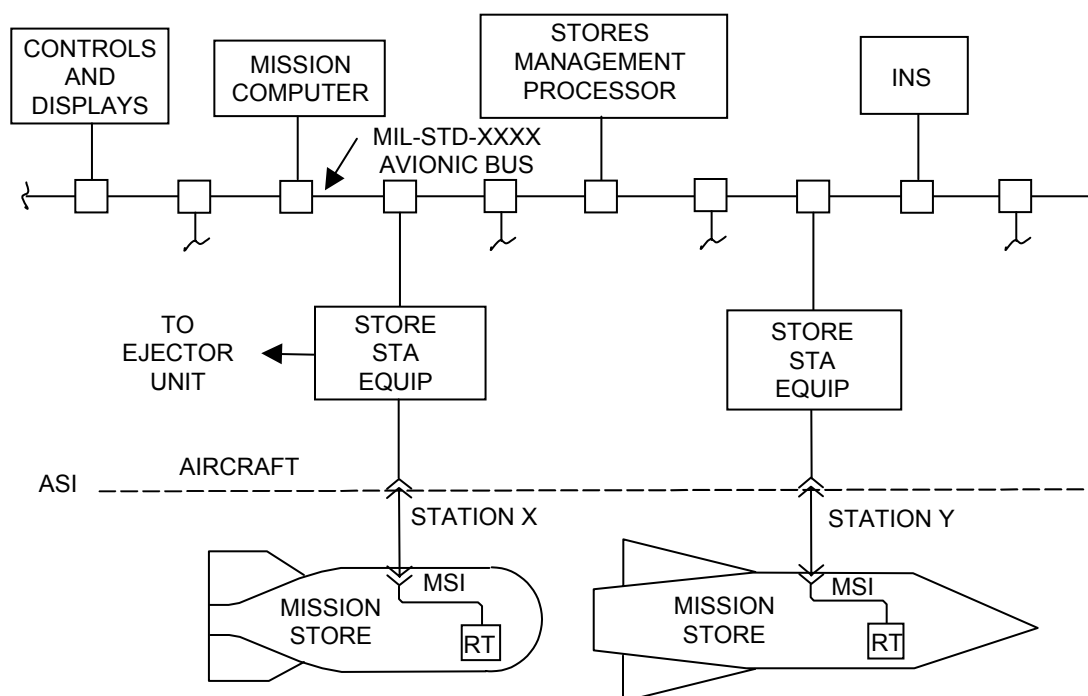 CONTROLS
AND
DISPLAYS
MISSION
COMPUTER
STORES
MANAGEMENT
PROCESSOR
INS
MIL-STD-XXXX
AVIONIC BUS
TO
EJECTOR
UNIT
STORE
STA
EQUIP
STORE
STA
EQUIP
AIRCRAFT
ASI
STATION X
STATION Y
MSI
MISSION
STORE
RT
MSI
MISSION
STORE
RT